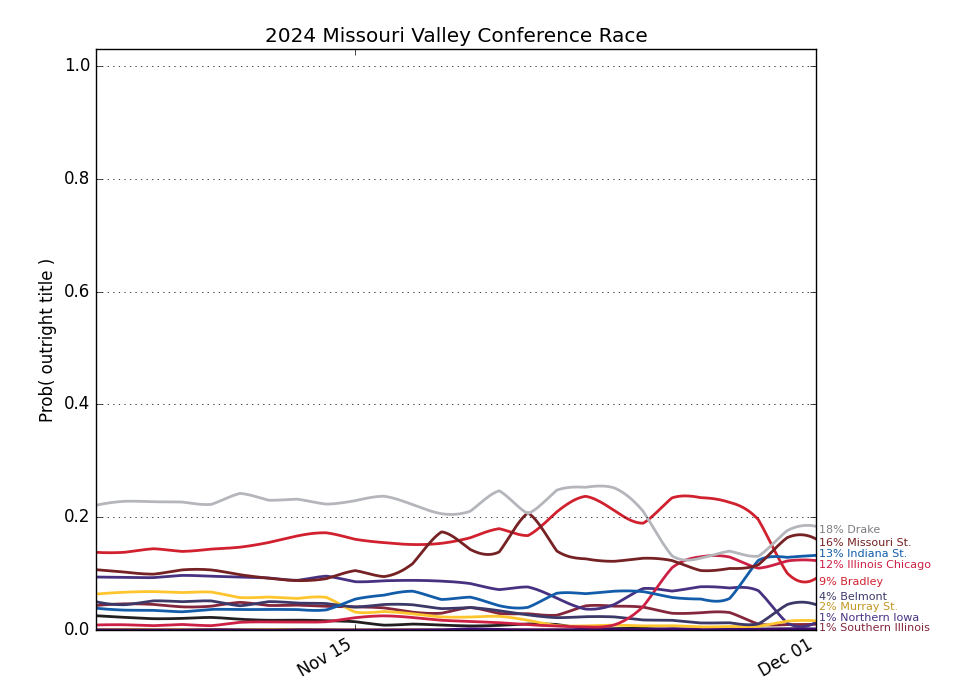 2024 Missouri Valley Conference Race
Prob( outright title )
1.0
0.8
0.6
0.4
0.2
0.0
Nov 15
Dec 01
18% Drake
16% Missouri St.
13% Indiana St.
12% Illinois Chicago
9% Bradley
4% Belmont
2% Murray St.
1% Northern Iowa
1% Southern Illinois